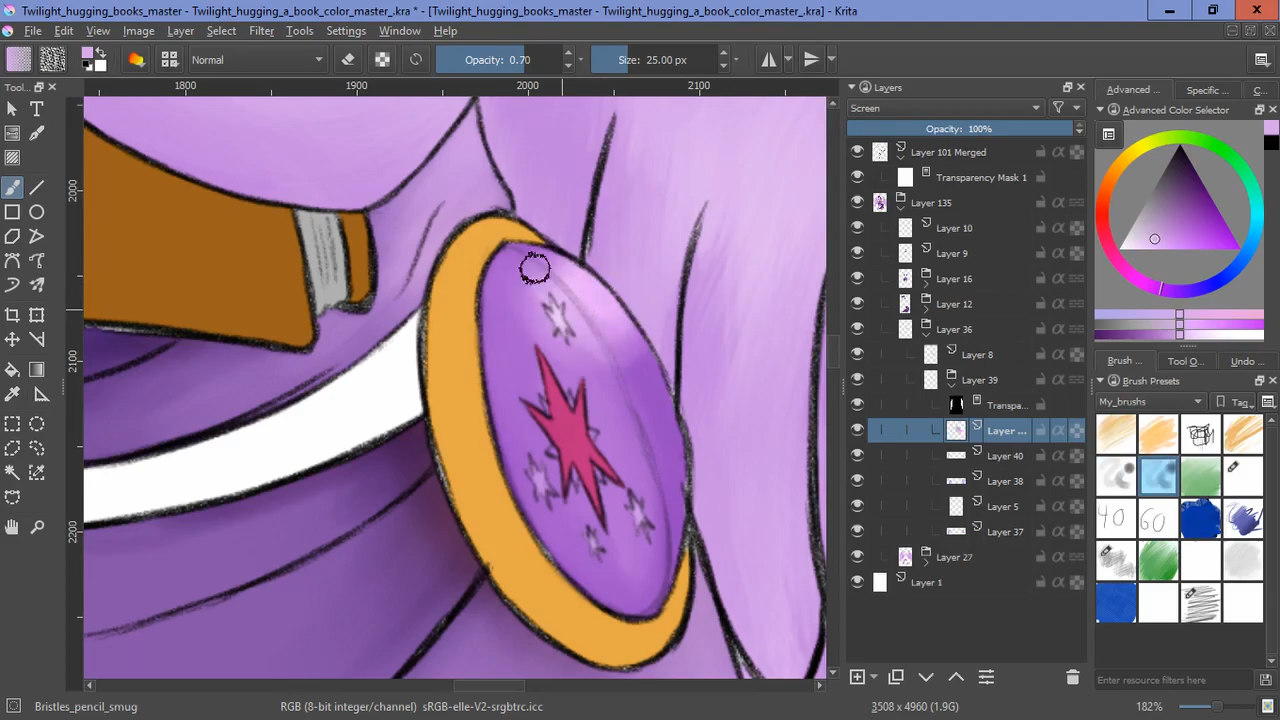 Twilight_hugging_books_master - Twilight_hugging_a_book_color_master_.kra * - [Twilight_hugging_books_master - Twilight_hugging_a_book_color_master_.kra] - Krita
File Edit View Image Layer Select Filter Tools Settings Window Help
Normal Opacity: 0.70 Size: 25.00 px
Tool...
1800 1900 2000 2100
2000
2100
2200
Layers
Screen
Opacity: 100%
Layer 101 Merged
Transparency Mask 1
Layer 135
Layer 10
Layer 9
Layer 16
Layer 12
Layer 36
Layer 8
Layer 39
Transpa...
Layer ...
Layer 40
Layer 38
Layer 5
Layer 37
Layer 27
Layer 1
Advanced ... Specific ... C...
Advanced Color Selector
Brush ... Tool O... Undo ...
Brush Presets
My_brushs Tag
40 60
Enter resource filters here
Bristles_pencil_smug RGB (8-bit integer/channel) sRGB-elle-V2-srgbtrc.icc 3508 x 4960 (1.9G) 182%